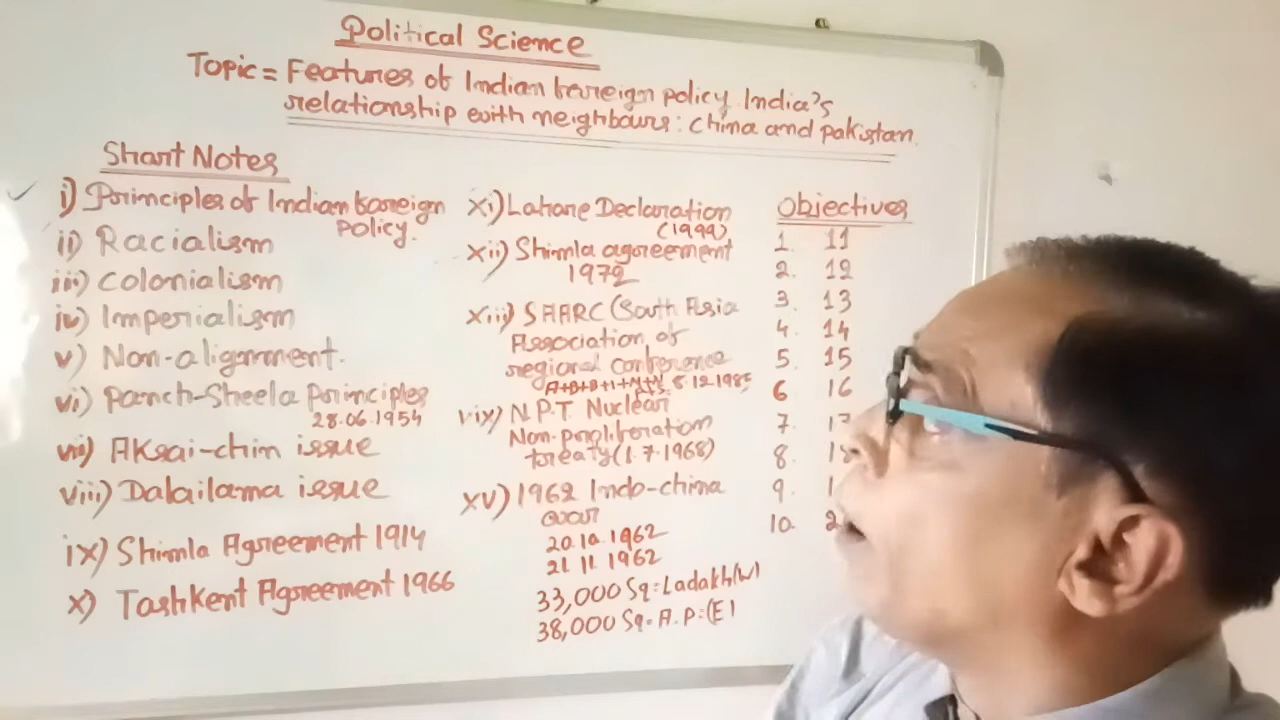 Political Science
Topic = Features of Indian foreign policy India's
relationship with neighbours: China and pakistan.
Short Notes
i) Principles of Indian foreign
policy.
ii) Racialism
iii) Colonialism
iv) Imperialism
v) Non-alignment.
vi) Panch-Sheela Principles
28.06.1954
vii) Aksai-chin issue
viii) Dalailama issue
ix) Shimla Agreement 1914
x) Tashkent Agreement 1966
xi) Lahore Declaration
(1999)
xii) Shimla agreement
1972
xiii) SAARC (South Asia
Association of
regional conference
A+B+B+I+M+N 8.12.1985
vix) N.P.T Nuclear
Non-proliferation
treaty (1.7.1968)
xv) 1962 Indo-china
war
20.10.1962
21.11.1962
33,000 Sq = Ladakh(W)
38,000 Sq = A.P = (E)
Objectives
1. 11
2. 12
3. 13
4. 14
5. 15
6 16
7.
8.
9.
10.